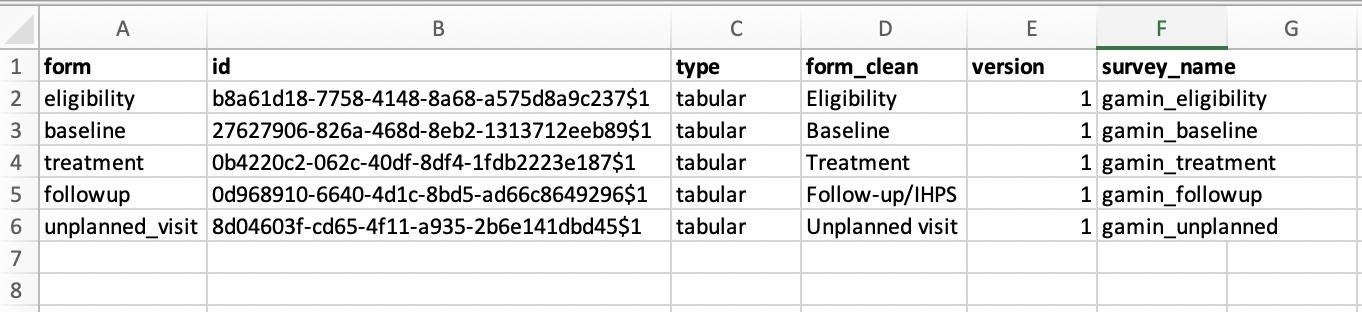 A B C D E F G
1 form id type form_clean version survey_name
2 eligibility b8a61d18-7758-4148-8a68-a575d8a9c237$1 tabular Eligibility 1 gamin_eligibility
3 baseline 27627906-826a-468d-8eb2-1313712eeb89$1 tabular Baseline 1 gamin_baseline
4 treatment 0b4220c2-062c-40df-8df4-1fdb2223e187$1 tabular Treatment 1 gamin_treatment
5 followup 0d968910-6640-4d1c-8bd5-ad66c8649296$1 tabular Follow-up/IHPS 1 gamin_followup
6 unplanned_visit 8d04603f-cd65-4f11-a935-2b6e141dbd45$1 tabular Unplanned visit 1 gamin_unplanned
7
8